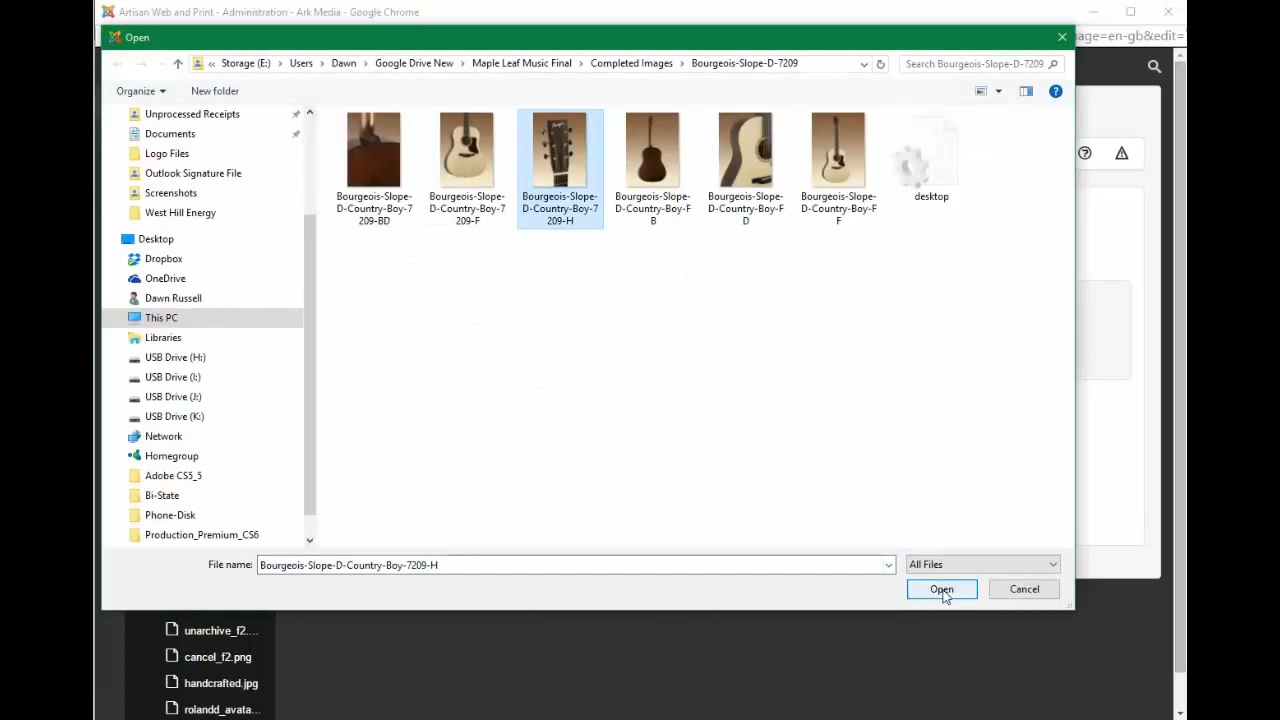 Artisan Web and Print - Administration - Ark Media - Google Chrome
Open
age=en-gb&edit=
« Storage (E:) > Users > Dawn > Google Drive New > Maple Leaf Music Final > Completed Images > Bourgeois-Slope-D-7209
Search Bourgeois-Slope-D-7209
Organize
New folder
Unprocessed Receipts
Documents
Logo Files
Outlook Signature File
Screenshots
West Hill Energy
Desktop
Dropbox
OneDrive
Dawn Russell
This PC
Libraries
USB Drive (H:)
USB Drive (I:)
USB Drive (J:)
USB Drive (K:)
Network
Homegroup
Adobe CS5_5
Bi-State
Phone-Disk
Production_Premium_CS6
Bourgeois-Slope-
D-Country-Boy-7
209-BD
Bourgeois-Slope-
D-Country-Boy-7
209-F
Bourgeois-Slope-
D-Country-Boy-7
209-H
Bourgeois-Slope-
D-Country-Boy-F
B
Bourgeois-Slope-
D-Country-Boy-F
D
Bourgeois-Slope-
D-Country-Boy-F
F
desktop
File name:
Bourgeois-Slope-D-Country-Boy-7209-H
All Files
Open
Cancel
unarchive_f2....
cancel_f2.png
handcrafted.jpg
rolandd_avata...